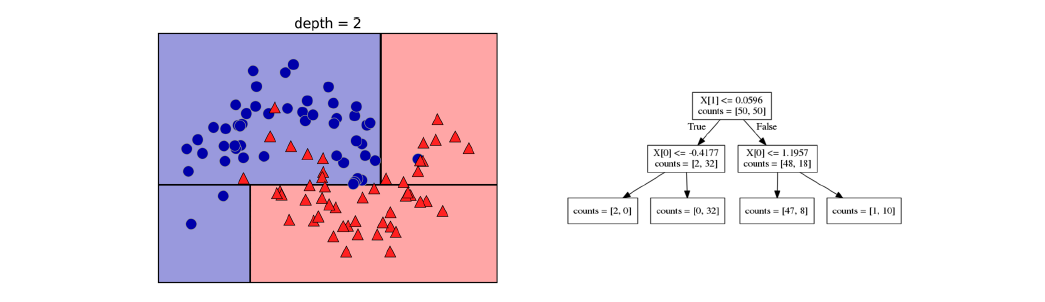 depth = 2
X[1] <= 0.0596
counts = [50, 50]
True
False
X[0] <= -0.4177
counts = [2, 32]
X[0] <= 1.1957
counts = [48, 18]
counts = [2, 0]
counts = [0, 32]
counts = [47, 8]
counts = [1, 10]